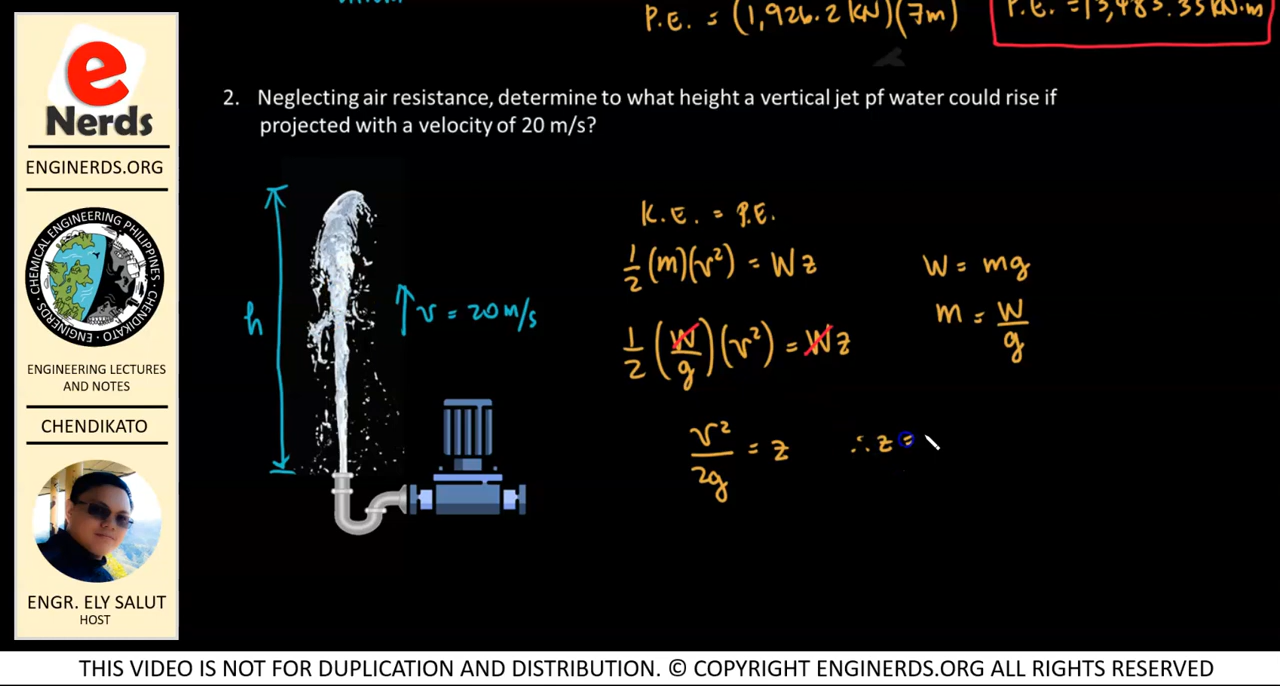 P.E. = (1,926.2 kN)(7m)
P.E. = 13,483.35 kN·m
2. Neglecting air resistance, determine to what height a vertical jet pf water could rise if
projected with a velocity of 20 m/s?
e
Nerds
ENGINERDS.ORG
CHEMICAL ENGINEERING PHILIPPINES · CHENDIKATO · ENGINERDS ·
ENGINEERING LECTURES
AND NOTES
CHENDIKATO
ENGR. ELY SALUT
HOST
h
v = 20 m/s
K.E. = P.E.
1/2 (m)(v²) = Wz
W = mg
m = W/g
1/2 (W/g)(v²) = Wz
v²/2g = z
∴ z =
THIS VIDEO IS NOT FOR DUPLICATION AND DISTRIBUTION. © COPYRIGHT ENGINERDS.ORG ALL RIGHTS RESERVED